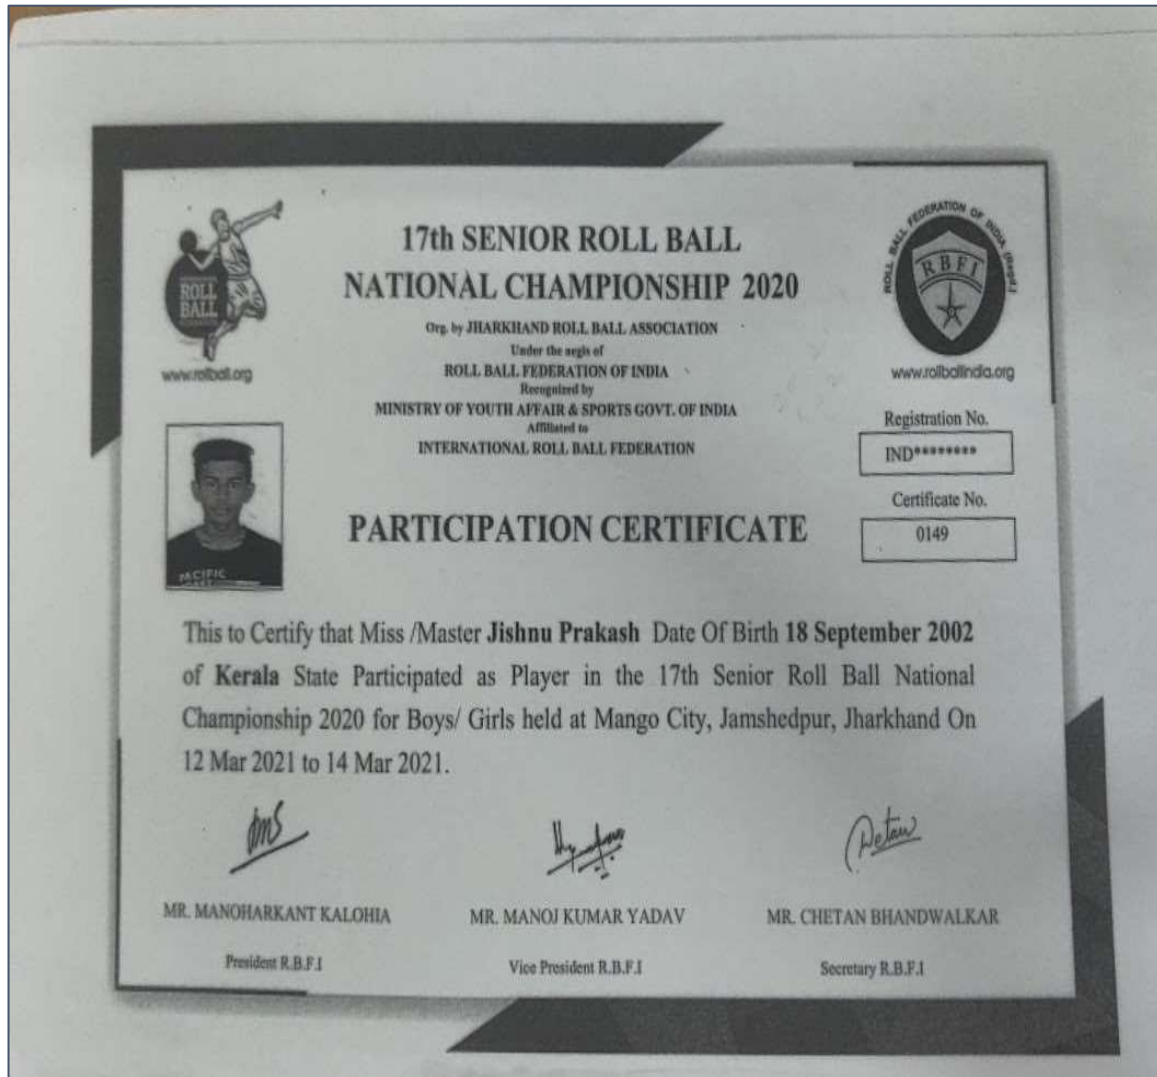 17th SENIOR ROLL BALL
NATIONAL CHAMPIONSHIP 2020
Org. by JHARKHAND ROLL BALL ASSOCIATION
Under the aegis of
ROLL BALL FEDERATION OF INDIA
Recognized by
MINISTRY OF YOUTH AFFAIR & SPORTS GOVT. OF INDIA
Affiliated to
INTERNATIONAL ROLL BALL FEDERATION
ROLL
BALL
www.rollball.org
ROLL BALL FEDERATION OF INDIA (Regd.)
RBFI
www.rollballindia.org
Registration No.
IND********
Certificate No.
0149
PACIFIC
PARTICIPATION CERTIFICATE
This to Certify that Miss /Master Jishnu Prakash Date Of Birth 18 September 2002
of Kerala State Participated as Player in the 17th Senior Roll Ball National
Championship 2020 for Boys/ Girls held at Mango City, Jamshedpur, Jharkhand On
12 Mar 2021 to 14 Mar 2021.
MR. MANOHARKANT KALOHIA
President R.B.F.I
MR. MANOJ KUMAR YADAV
Vice President R.B.F.I
MR. CHETAN BHANDWALKAR
Secretary R.B.F.I